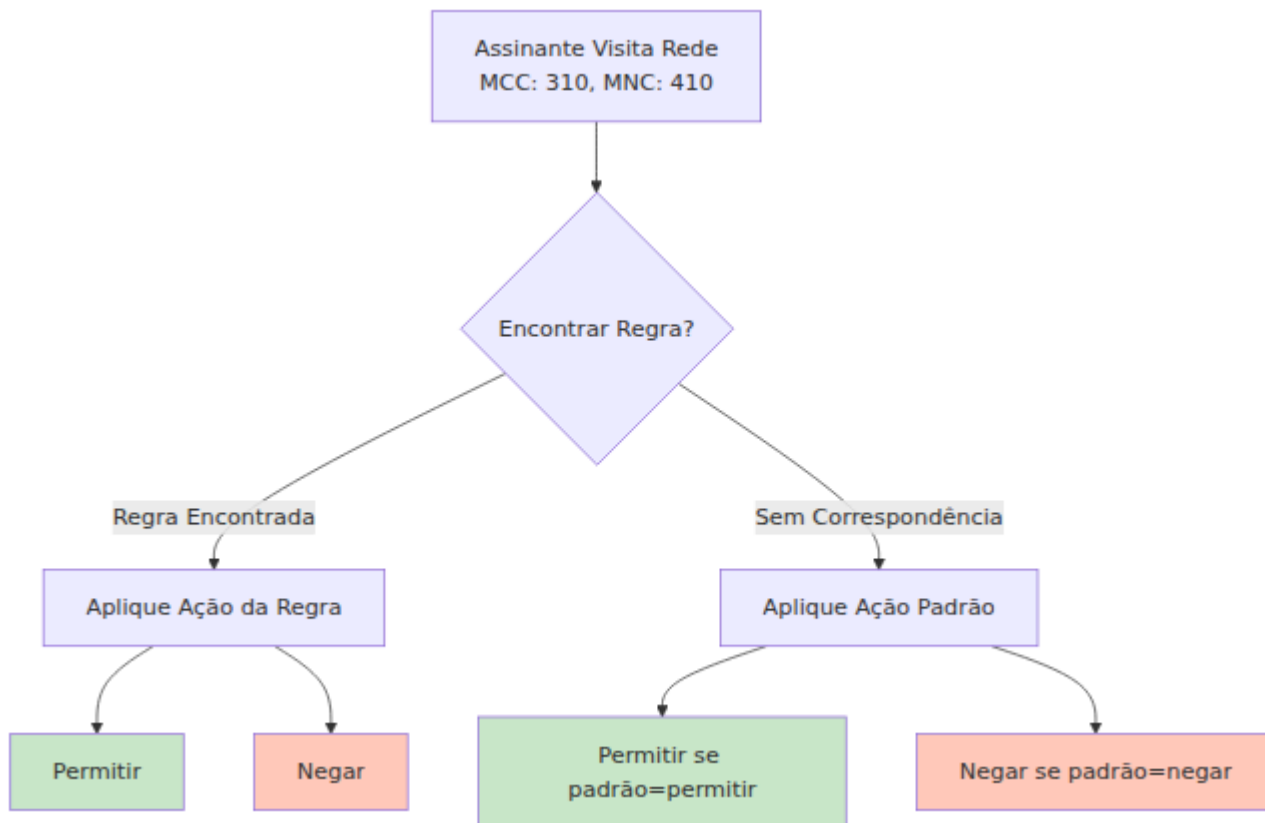 Assinante Visita Rede
MCC: 310, MNC: 410
Encontrar Regra?
Regra Encontrada
Sem Correspondência
Aplique Ação da Regra
Aplique Ação Padrão
Permitir
Negar
Permitir se
padrão=permitir
Negar se padrão=negar